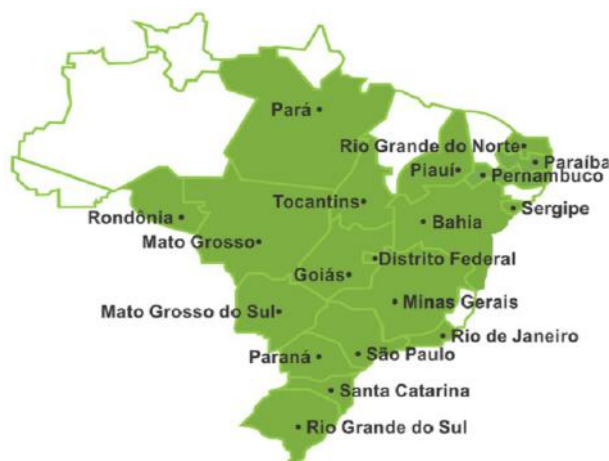 Pará
Rio Grande do Norte
Paraíba
Piauí
Pernambuco
Tocantins
Sergipe
Rondônia
Bahia
Mato Grosso
Distrito Federal
Goiás
Minas Gerais
Mato Grosso do Sul
Rio de Janeiro
São Paulo
Paraná
Santa Catarina
Rio Grande do Sul